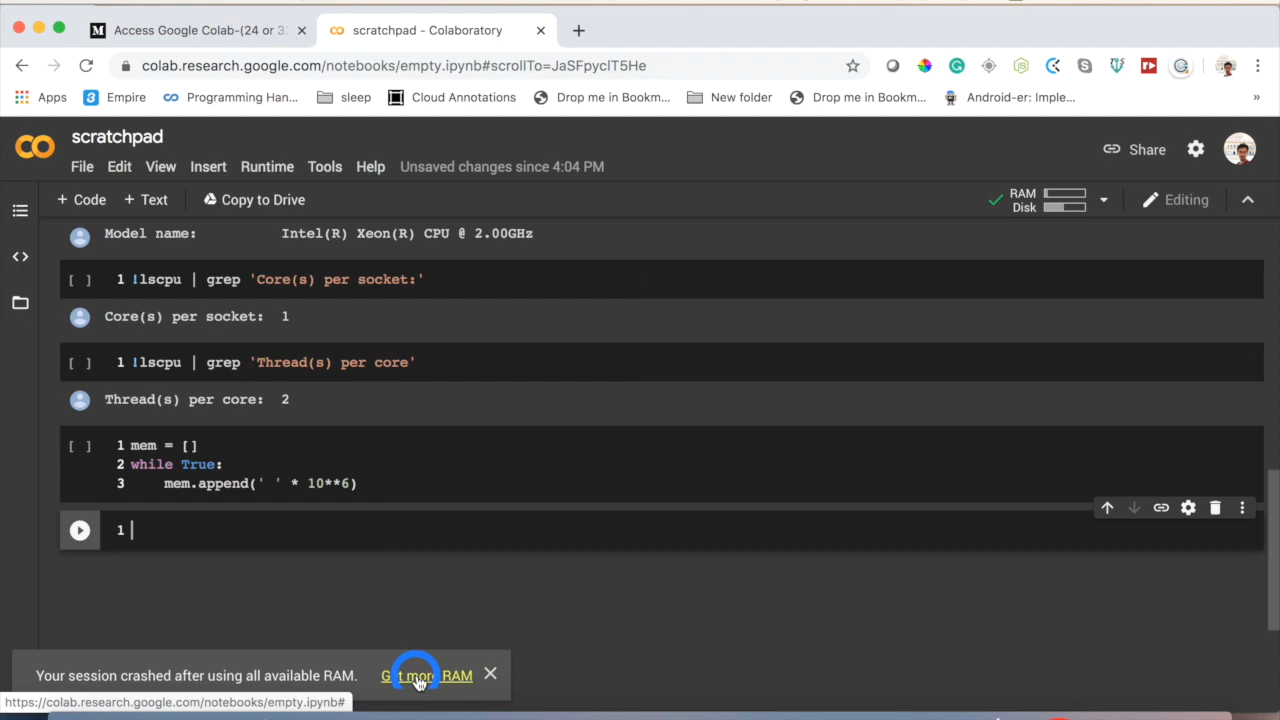 Access Google Colab-(24 or 32
scratchpad - Colaboratory
colab.research.google.com/notebooks/empty.ipynb#scrollTo=JaSFpyclT5He
Apps
Empire
Programming Han...
sleep
Cloud Annotations
Drop me in Bookm...
New folder
Drop me in Bookm...
Android-er: Imple...
»
scratchpad
Share
File Edit View Insert Runtime Tools Help Unsaved changes since 4:04 PM
+ Code + Text Copy to Drive
RAM
Disk
Editing
Model name: Intel(R) Xeon(R) CPU @ 2.00GHz
[ ] 1 !lscpu | grep 'Core(s) per socket:'
Core(s) per socket: 1
[ ] 1 !lscpu | grep 'Thread(s) per core'
Thread(s) per core: 2
[ ] 1 mem = []
2 while True:
3 mem.append(' ' * 10**6)
1
Your session crashed after using all available RAM. Get more RAM
https://colab.research.google.com/notebooks/empty.ipynb#